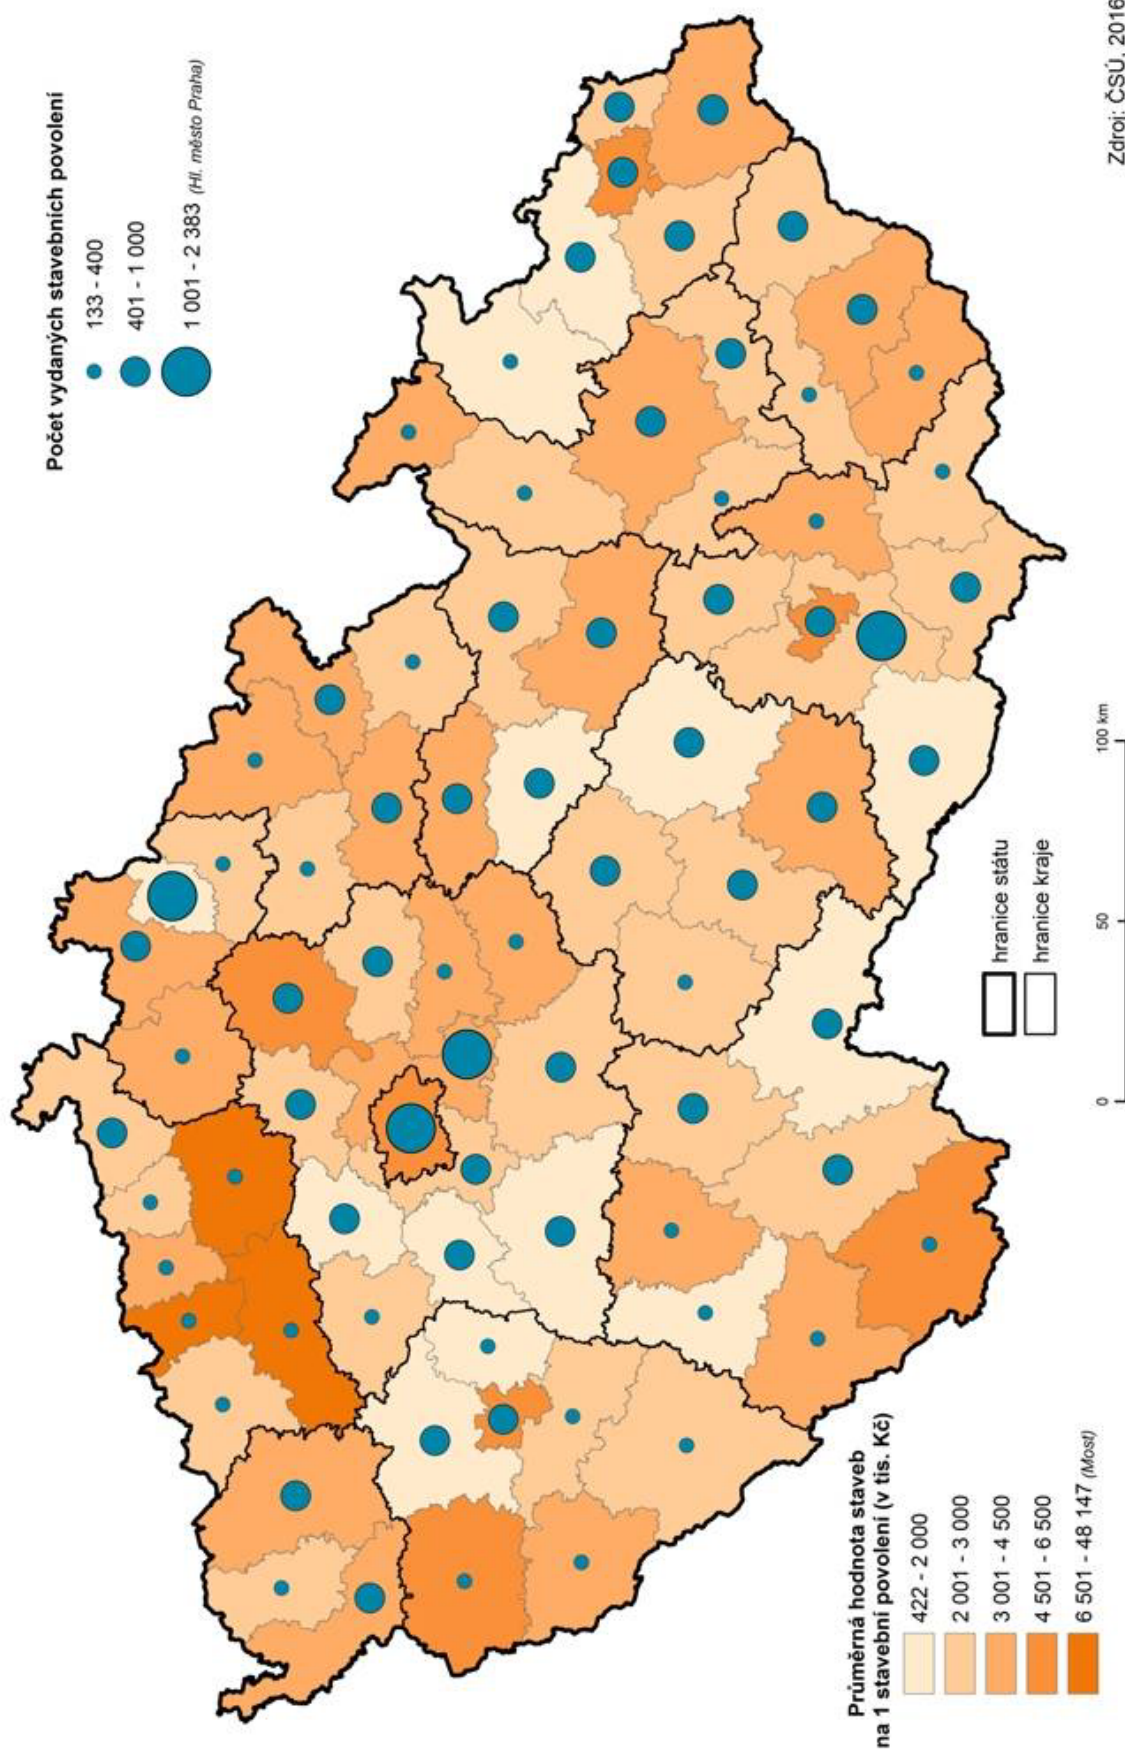 Počet vydaných stavebních povolení
133 - 400
401 - 1 000
1 001 - 2 383 (Hl. město Praha)
Průměrná hodnota staveb
na 1 stavební povolení (v tis. Kč)
422 - 2 000
2 001 - 3 000
3 001 - 4 500
4 501 - 6 500
6 501 - 48 147 (Most)
hranice státu
hranice kraje
0 50 100 km
Zdroj: ČSÚ, 2016